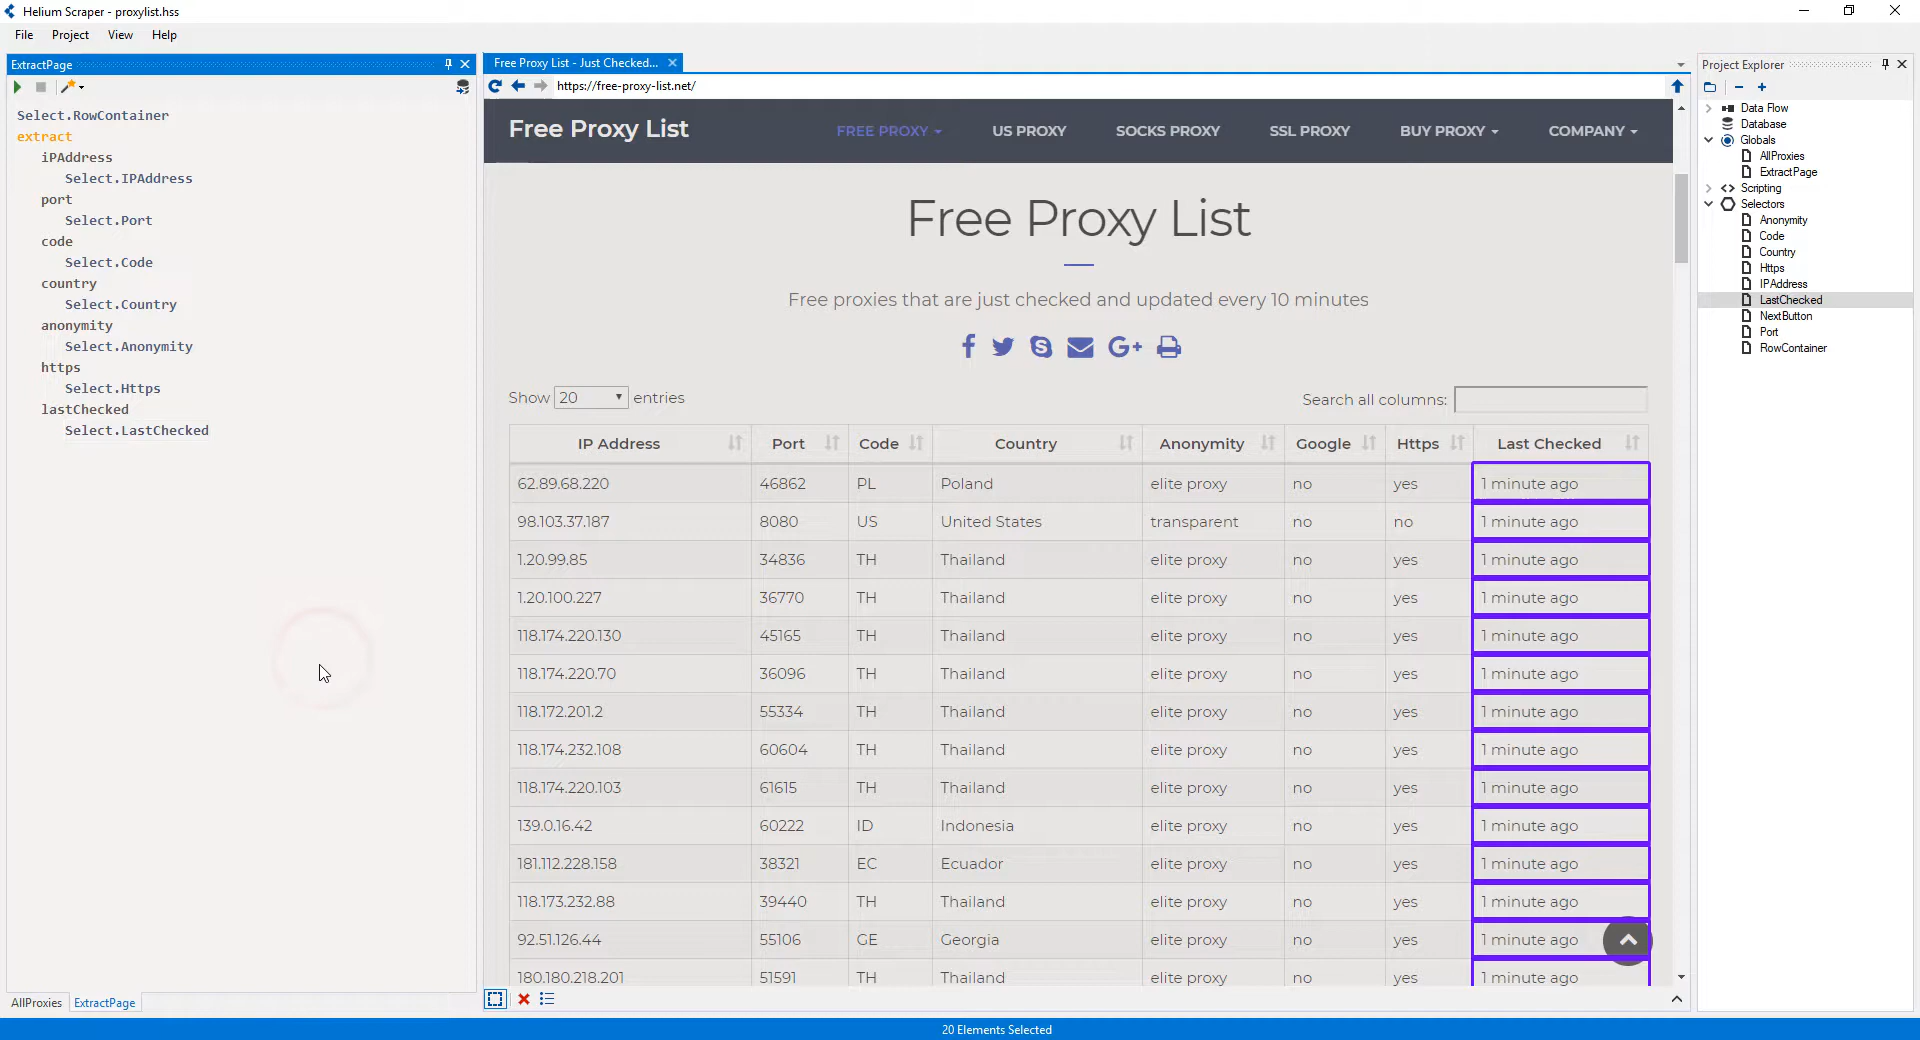 Helium Scraper - proxylist.hss
File Project View Help
ExtractPage
Select.RowContainer
extract
iPAddress
Select.IPAddress
port
Select.Port
code
Select.Code
country
Select.Country
anonymity
Select.Anonymity
https
Select.Https
lastChecked
Select.LastChecked
AllProxies ExtractPage
Free Proxy List - Just Checked...
https://free-proxy-list.net/
Free Proxy List FREE PROXY US PROXY SOCKS PROXY SSL PROXY BUY PROXY COMPANY
Free Proxy List
Free proxies that are just checked and updated every 10 minutes
Show 20 entries Search all columns:
IP Address Port Code Country Anonymity Google Https Last Checked
62.89.68.220 46862 PL Poland elite proxy no yes 1 minute ago
98.103.37.187 8080 US United States transparent no no 1 minute ago
1.20.99.85 34836 TH Thailand elite proxy no yes 1 minute ago
1.20.100.227 36770 TH Thailand elite proxy no yes 1 minute ago
118.174.220.130 45165 TH Thailand elite proxy no yes 1 minute ago
118.174.220.70 36096 TH Thailand elite proxy no yes 1 minute ago
118.172.201.2 55334 TH Thailand elite proxy no yes 1 minute ago
118.174.232.108 60604 TH Thailand elite proxy no yes 1 minute ago
118.174.220.103 61615 TH Thailand elite proxy no yes 1 minute ago
139.0.16.42 60222 ID Indonesia elite proxy no yes 1 minute ago
181.112.228.158 38321 EC Ecuador elite proxy no yes 1 minute ago
118.173.232.88 39440 TH Thailand elite proxy no yes 1 minute ago
92.51.126.44 55106 GE Georgia elite proxy no yes 1 minute ago
180.180.218.201 51591 TH Thailand elite proxy no yes 1 minute ago
Project Explorer
Data Flow
Database
Globals
AllProxies
ExtractPage
Scripting
Selectors
Anonymity
Code
Country
Https
IPAddress
LastChecked
NextButton
Port
RowContainer
20 Elements Selected